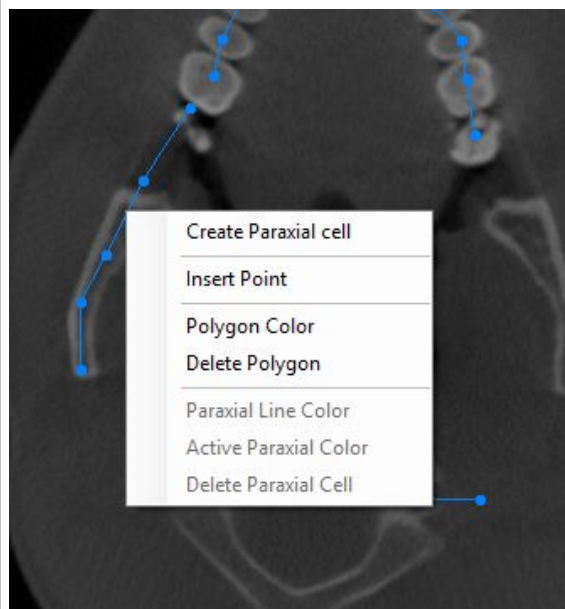 Create Paraxial cell
Insert Point
Polygon Color
Delete Polygon
Paraxial Line Color
Active Paraxial Color
Delete Paraxial Cell